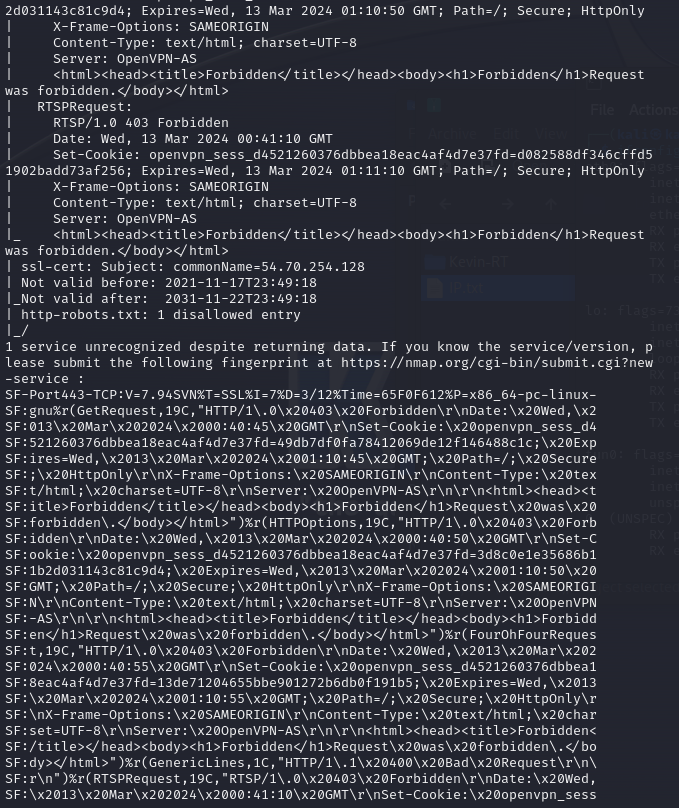 2d031143c81c9d4; Expires=Wed, 13 Mar 2024 01:10:50 GMT; Path=/; Secure; HttpOnly
|     X-Frame-Options: SAMEORIGIN
|     Content-Type: text/html; charset=UTF-8
|     Server: OpenVPN-AS
|     <html><head><title>Forbidden</title></head><body><h1>Forbidden</h1>Request
was forbidden.</body></html>
|   RTSPRequest:
|     RTSP/1.0 403 Forbidden
|     Date: Wed, 13 Mar 2024 00:41:10 GMT
|     Set-Cookie: openvpn_sess_d4521260376dbbea18eac4af4d7e37fd=d082588df346cffd5
1902badd73af256; Expires=Wed, 13 Mar 2024 01:11:10 GMT; Path=/; Secure; HttpOnly
|     X-Frame-Options: SAMEORIGIN
|     Content-Type: text/html; charset=UTF-8
|     Server: OpenVPN-AS
|_    <html><head><title>Forbidden</title></head><body><h1>Forbidden</h1>Request
was forbidden.</body></html>
| ssl-cert: Subject: commonName=54.70.254.128
| Not valid before: 2021-11-17T23:49:18
|_Not valid after:  2031-11-22T23:49:18
| http-robots.txt: 1 disallowed entry
|_/
1 service unrecognized despite returning data. If you know the service/version, p
lease submit the following fingerprint at https://nmap.org/cgi-bin/submit.cgi?new
-service :
SF-Port443-TCP:V=7.94SVN%T=SSL%I=7%D=3/12%Time=65F0F612%P=x86_64-pc-linux-
SF:gnu%r(GetRequest,19C,"HTTP/1\.0\x20403\x20Forbidden\r\nDate:\x20Wed,\x2
SF:013\x20Mar\x202024\x2000:40:45\x20GMT\r\nSet-Cookie:\x20openvpn_sess_d4
SF:521260376dbbea18eac4af4d7e37fd=49db7df0fa78412069de12f146488c1c;\x20Exp
SF:ires=Wed,\x2013\x20Mar\x202024\x2001:10:45\x20GMT;\x20Path=/;\x20Secure
SF:;\x20HttpOnly\r\nX-Frame-Options:\x20SAMEORIGIN\r\nContent-Type:\x20tex
SF:t/html;\x20charset=UTF-8\r\nServer:\x20OpenVPN-AS\r\n\r\n<html><head><t
SF:itle>Forbidden</title></head><body><h1>Forbidden</h1>Request\x20was\x20
SF:forbidden\.</body></html>")%r(HTTPOptions,19C,"HTTP/1\.0\x20403\x20Forb
SF:idden\r\nDate:\x20Wed,\x2013\x20Mar\x202024\x2000:40:50\x20GMT\r\nSet-C
SF:ookie:\x20openvpn_sess_d4521260376dbbea18eac4af4d7e37fd=3d8c0e1e35686b1
SF:1b2d031143c81c9d4;\x20Expires=Wed,\x2013\x20Mar\x202024\x2001:10:50\x20
SF:GMT;\x20Path=/;\x20Secure;\x20HttpOnly\r\nX-Frame-Options:\x20SAMEORIGI
SF:N\r\nContent-Type:\x20text/html;\x20charset=UTF-8\r\nServer:\x20OpenVPN
SF:-AS\r\n\r\n<html><head><title>Forbidden</title></head><body><h1>Forbidd
SF:en</h1>Request\x20was\x20forbidden\.</body></html>")%r(FourOhFourReques
SF:t,19C,"HTTP/1\.0\x20403\x20Forbidden\r\nDate:\x20Wed,\x2013\x20Mar\x202
SF:024\x2000:40:55\x20GMT\r\nSet-Cookie:\x20openvpn_sess_d4521260376dbbea1
SF:8eac4af4d7e37fd=13de71204655bbe901272b6db0f191b5;\x20Expires=Wed,\x2013
SF:\x20Mar\x202024\x2001:10:55\x20GMT;\x20Path=/;\x20Secure;\x20HttpOnly\r
SF:\nX-Frame-Options:\x20SAMEORIGIN\r\nContent-Type:\x20text/html;\x20char
SF:set=UTF-8\r\nServer:\x20OpenVPN-AS\r\n\r\n<html><head><title>Forbidden<
SF:/title></head><body><h1>Forbidden</h1>Request\x20was\x20forbidden\.</bo
SF:dy></html>")%r(GenericLines,1C,"HTTP/1\.1\x20400\x20Bad\x20Request\r\n\
SF:r\n")%r(RTSPRequest,19C,"RTSP/1\.0\x20403\x20Forbidden\r\nDate:\x20Wed,
SF:\x2013\x20Mar\x202024\x2000:41:10\x20GMT\r\nSet-Cookie:\x20openvpn_sess
File Actions
Archive Edit View
Kevin-RT